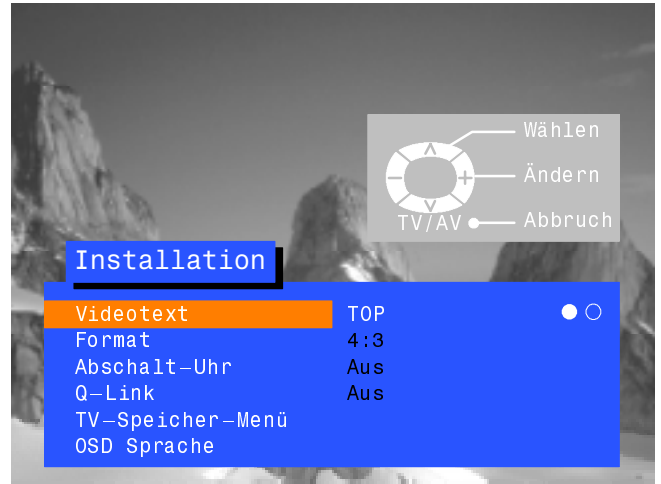 Wählen
Ändern
TV/AV Abbruch
Installation
Videotext TOP
Format 4:3
Abschalt–Uhr Aus
Q–Link Aus
TV–Speicher–Menü
OSD Sprache